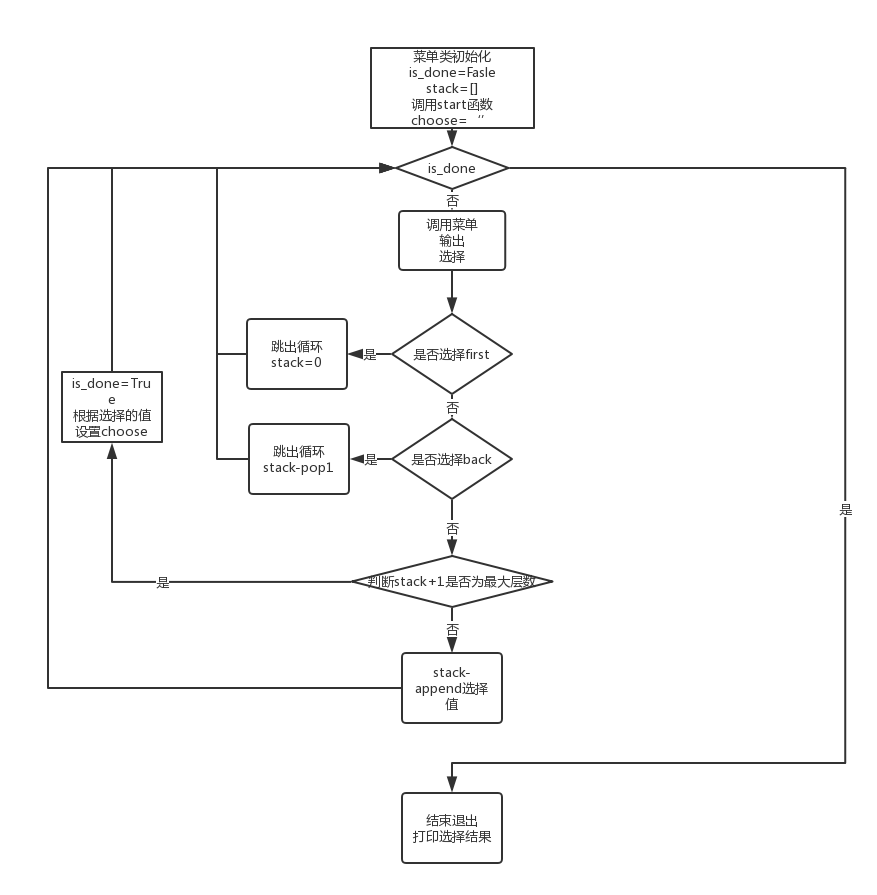 菜单类初始化
is_done=Fasle
stack=[]
调用start函数
choose=‘’
is_done
否
调用菜单
输出
选择
是否选择first
是
跳出循环
stack=0
否
是否选择back
是
跳出循环
stack-pop1
is_done=Tru
e
根据选择的值
设置choose
否
是
判断stack+1是否为最大层数
是
否
stack-
append选择
值
结束退出
打印选择结果